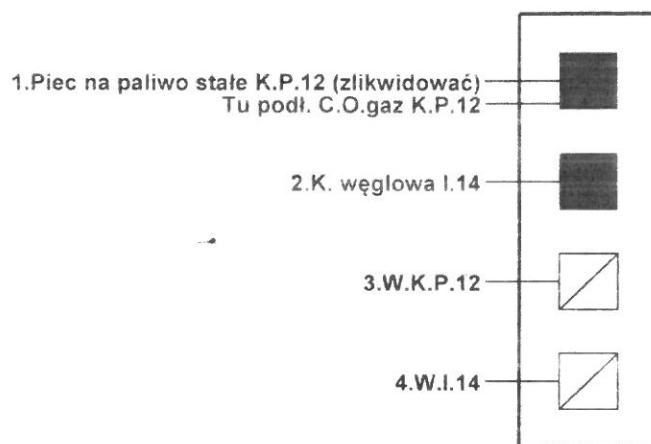 1.Piec na paliwo stałe K.P.12 (zlikwidować)
Tu podł. C.O.gaz K.P.12
2.K. węglowa I.14
3.W.K.P.12
4.W.I.14